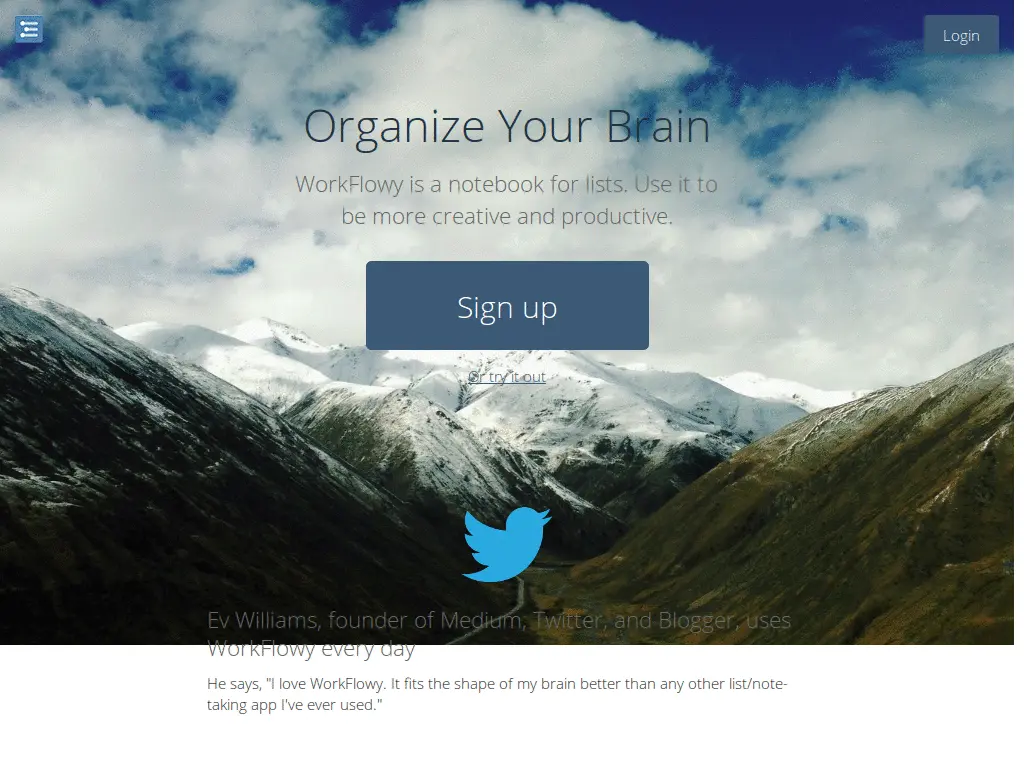 Login
Organize Your Brain
WorkFlowy is a notebook for lists. Use it to
be more creative and productive.
Sign up
Or try it out
Ev Williams, founder of Medium, Twitter, and Blogger, uses
WorkFlowy every day
He says, "I love WorkFlowy. It fits the shape of my brain better than any other list/note-
taking app I've ever used."